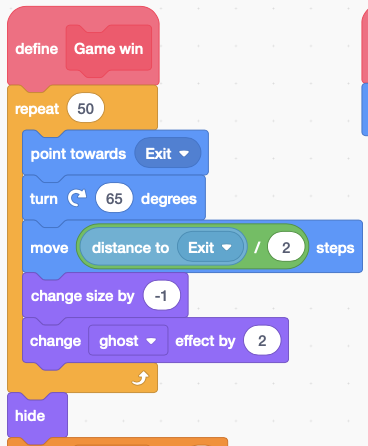 define Game win
repeat 50
point towards Exit
turn 65 degrees
move distance to Exit / 2 steps
change size by -1
change ghost effect by 2
hide